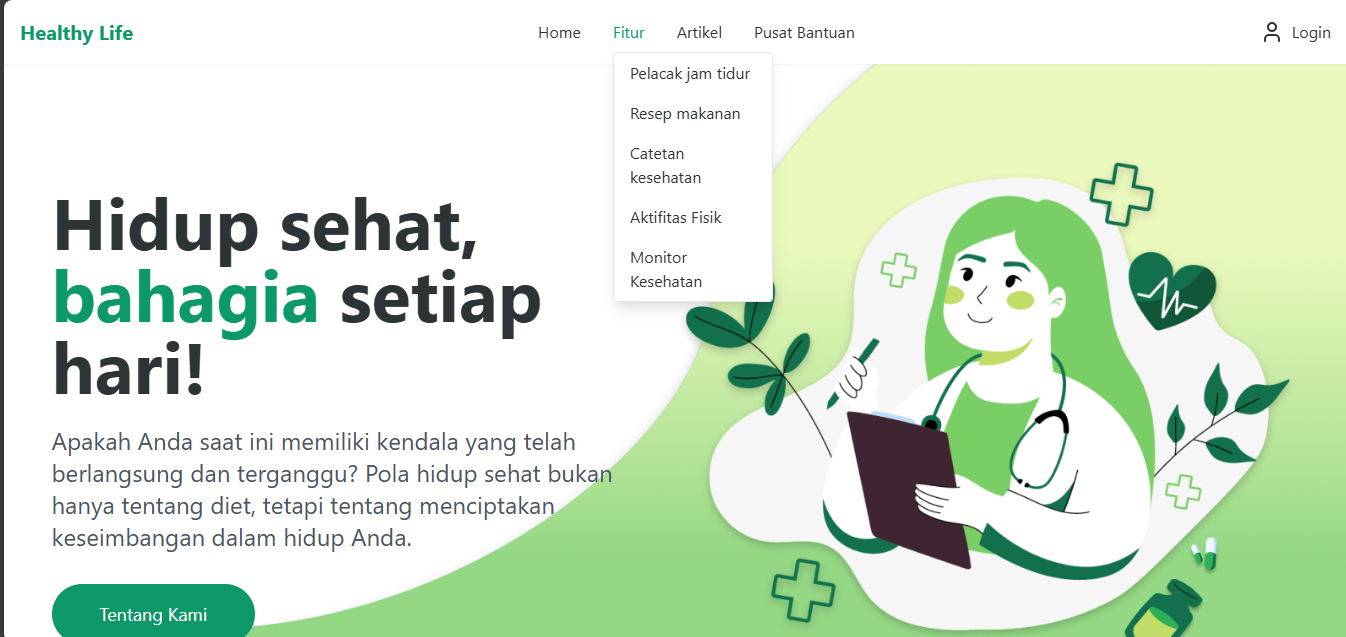 Healthy Life
Home
Fitur
Artikel
Pusat Bantuan
Login
Pelacak jam tidur
Resep makanan
Catetan
kesehatan
Aktifitas Fisik
Monitor
Kesehatan
Hidup sehat,
bahagia setiap
hari!
Apakah Anda saat ini memiliki kendala yang telah
berlangsung dan terganggu? Pola hidup sehat bukan
hanya tentang diet, tetapi tentang menciptakan
keseimbangan dalam hidup Anda.
Tentang Kami